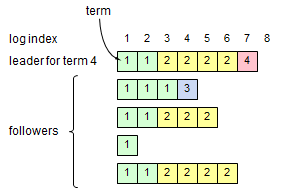 term
log index 1 2 3 4 5 6 7 8
leader for term 4 1 1 2 2 2 2 4
followers
1 1 1 3
1 1 2 2 2
1
1 1 2 2 2 2